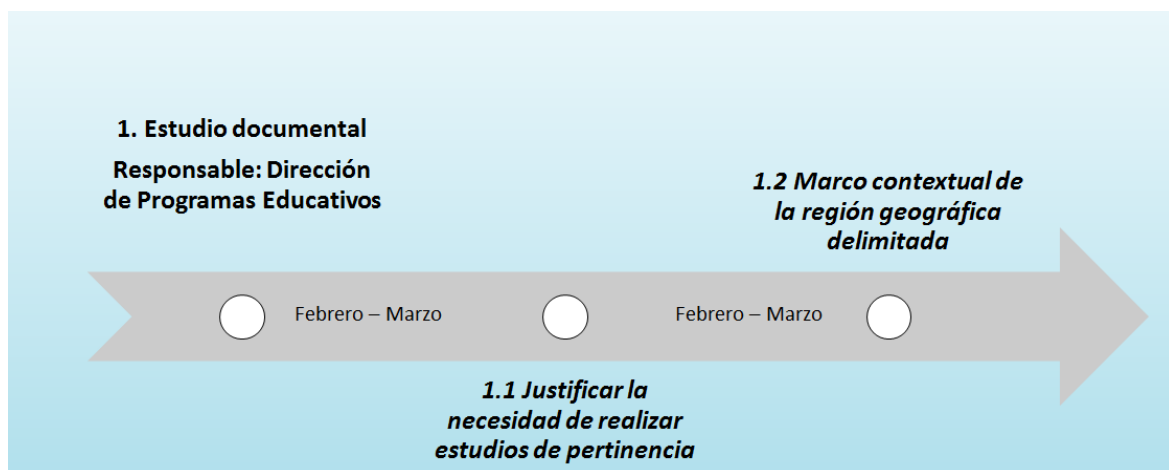 1. Estudio documental
Responsable: Dirección
de Programas Educativos
1.2 Marco contextual de
la región geográfica
delimitada
Febrero – Marzo
Febrero – Marzo
1.1 Justificar la
necesidad de realizar
estudios de pertinencia